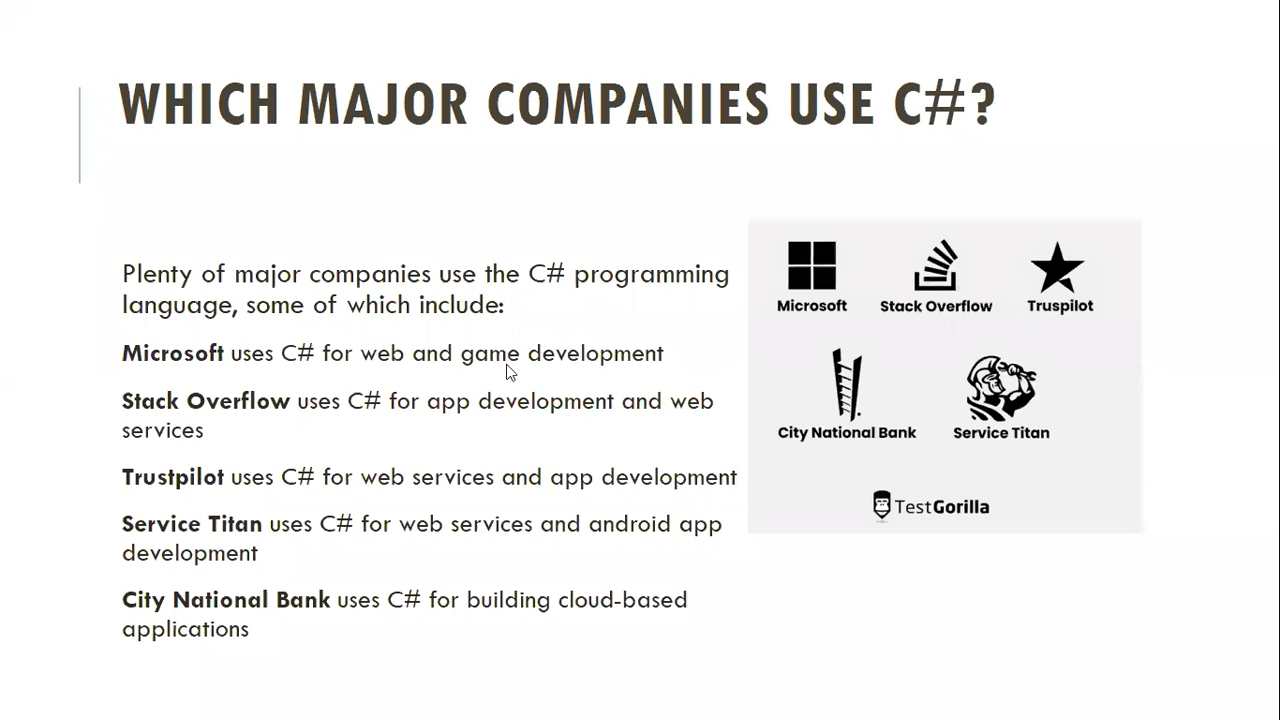 WHICH MAJOR COMPANIES USE C#?
Plenty of major companies use the C# programming
language, some of which include:
Microsoft uses C# for web and game development
Stack Overflow uses C# for app development and web
services
Trustpilot uses C# for web services and app development
Service Titan uses C# for web services and android app
development
City National Bank uses C# for building cloud-based
applications
Microsoft
Stack Overflow
Truspilot
City National Bank
Service Titan
TestGorilla